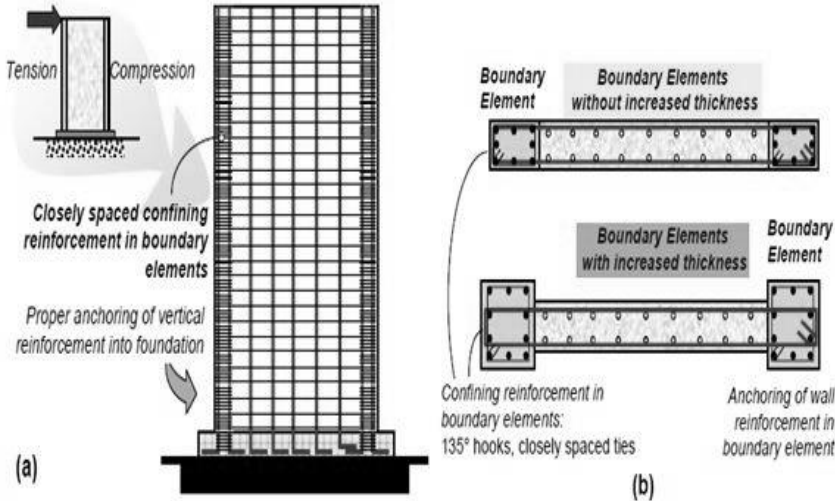 Tension
Compression
Closely spaced confining
reinforcement in boundary
elements
Proper anchoring of vertical
reinforcement into foundation
(a)
Boundary
Element
Boundary Elements
without increased thickness
Boundary Elements
with increased thickness
Boundary
Element
Confining reinforcement in
boundary elements:
135° hooks, closely spaced ties
Anchoring of wall
reinforcement in
boundary element
(b)